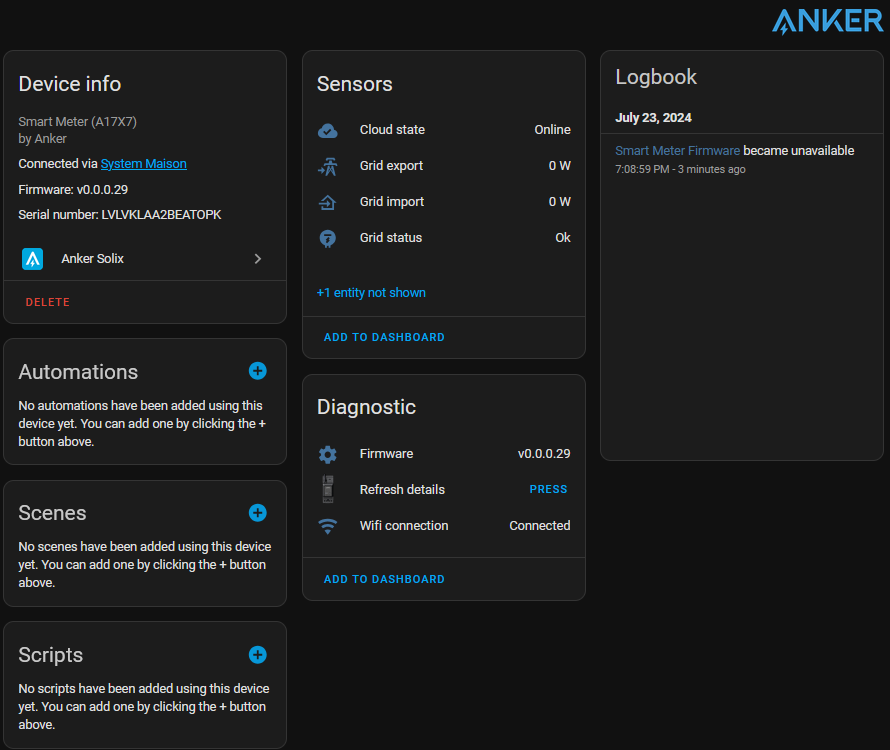 ANKER
Device info
Smart Meter (A17X7)
by Anker
Connected via System Maison
Firmware: v0.0.0.29
Serial number: LVLVKLAA2BEATOPK
Anker Solix
DELETE
Automations
No automations have been added using this
device yet. You can add one by clicking the +
button above.
Scenes
No scenes have been added using this device
yet. You can add one by clicking the + button
above.
Scripts
No scripts have been added using this device
yet. You can add one by clicking the + button
above.
Sensors
Cloud state Online
Grid export 0 W
Grid import 0 W
Grid status Ok
+1 entity not shown
ADD TO DASHBOARD
Diagnostic
Firmware v0.0.0.29
Refresh details PRESS
Wifi connection Connected
ADD TO DASHBOARD
Logbook
July 23, 2024
Smart Meter Firmware became unavailable
7:08:59 PM - 3 minutes ago